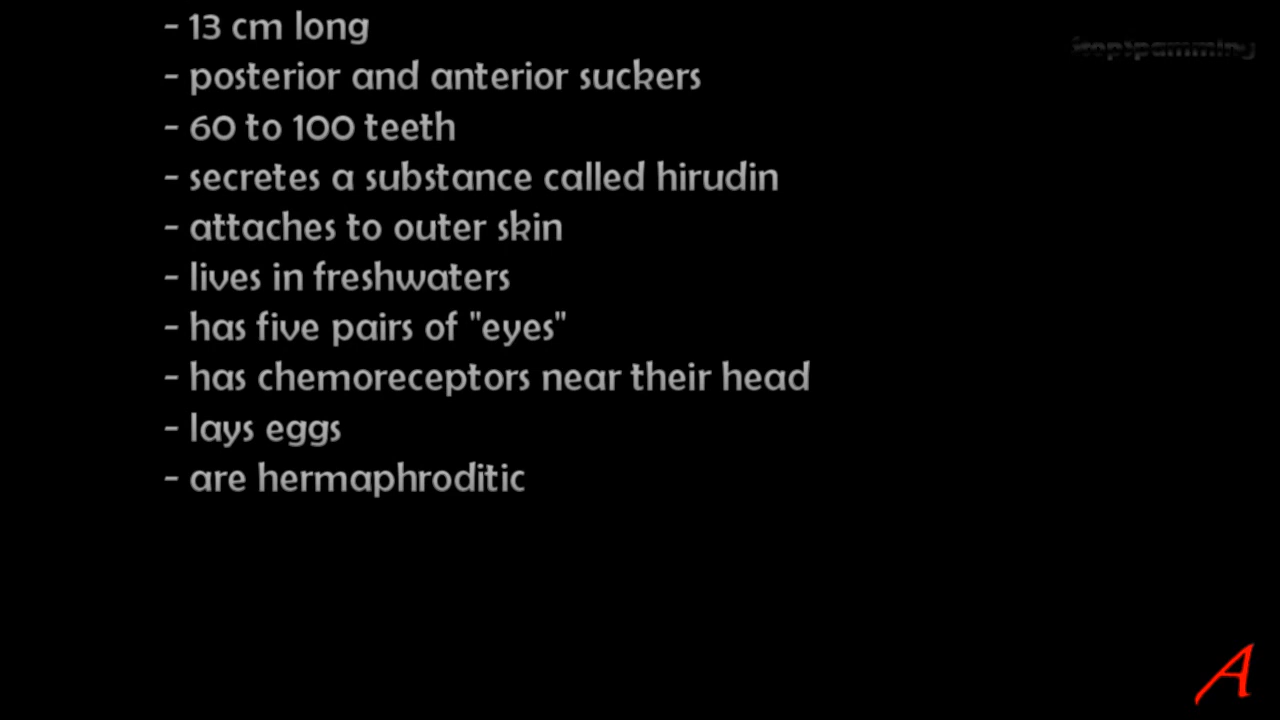 - 13 cm long
- posterior and anterior suckers
- 60 to 100 teeth
- secretes a substance called hirudin
- attaches to outer skin
- lives in freshwaters
- has five pairs of "eyes"
- has chemoreceptors near their head
- lays eggs
- are hermaphroditic
A